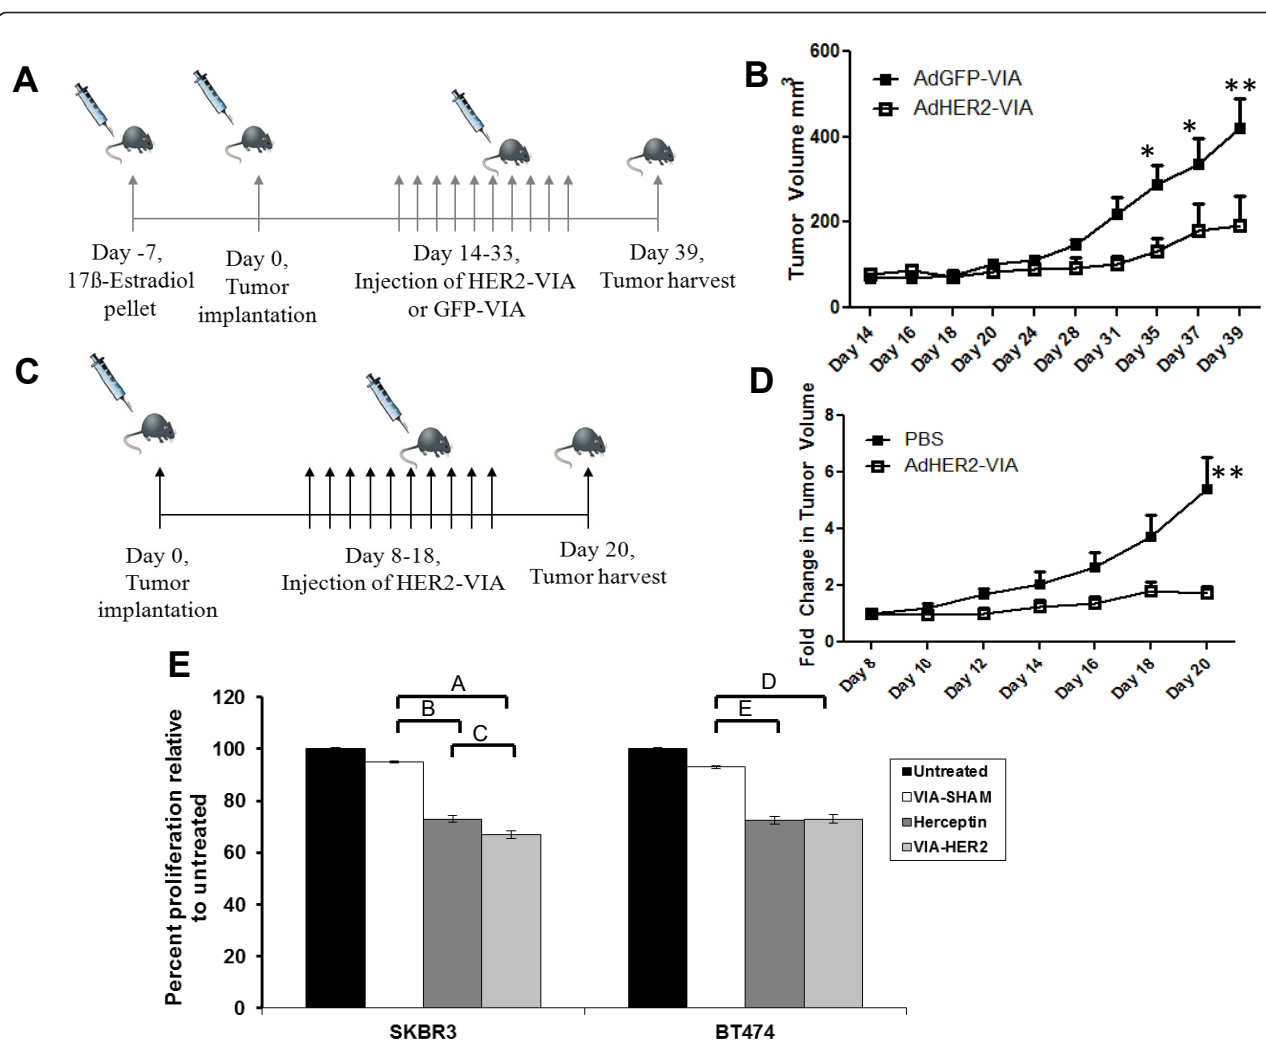 A
Day -7,
17ß-Estradiol
pellet
Day 0,
Tumor
implantation
Day 14-33,
Injection of HER2-VIA
or GFP-VIA
Day 39,
Tumor harvest
B
Tumor Volume mm³
600
400
200
0
AdGFP-VIA
AdHER2-VIA
*
*
**
Day 14
Day 16
Day 18
Day 20
Day 24
Day 28
Day 31
Day 35
Day 37
Day 39
C
Day 0,
Tumor
implantation
Day 8-18,
Injection of HER2-VIA
Day 20,
Tumor harvest
D
Fold Change in Tumor Volume
8
6
4
2
0
PBS
AdHER2-VIA
**
Day 8
Day 10
Day 12
Day 14
Day 16
Day 18
Day 20
E
Percent proliferation relative
to untreated
120
100
80
60
40
20
0
A
B
C
D
E
SKBR3
BT474
Untreated
VIA-SHAM
Herceptin
VIA-HER2